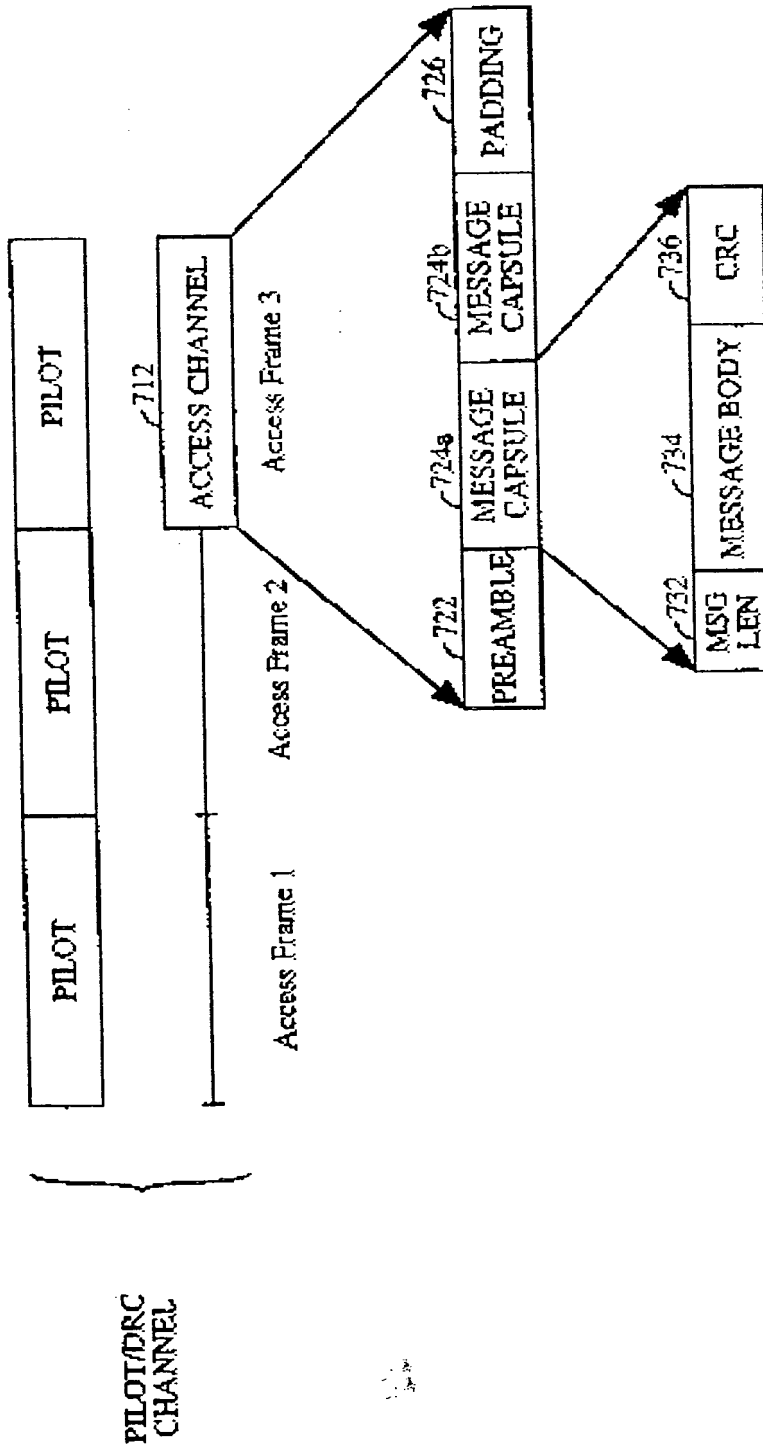 PILOT/DRC
CHANNEL
PILOT
PILOT
PILOT
712
ACCESS CHANNEL
Access Frame 1
Access Frame 2
Access Frame 3
722
724a
724b
726
PREAMBLE
MESSAGE
CAPSULE
MESSAGE
CAPSULE
PADDING
732
734
736
MSG
LEN
MESSAGE BODY
CRC